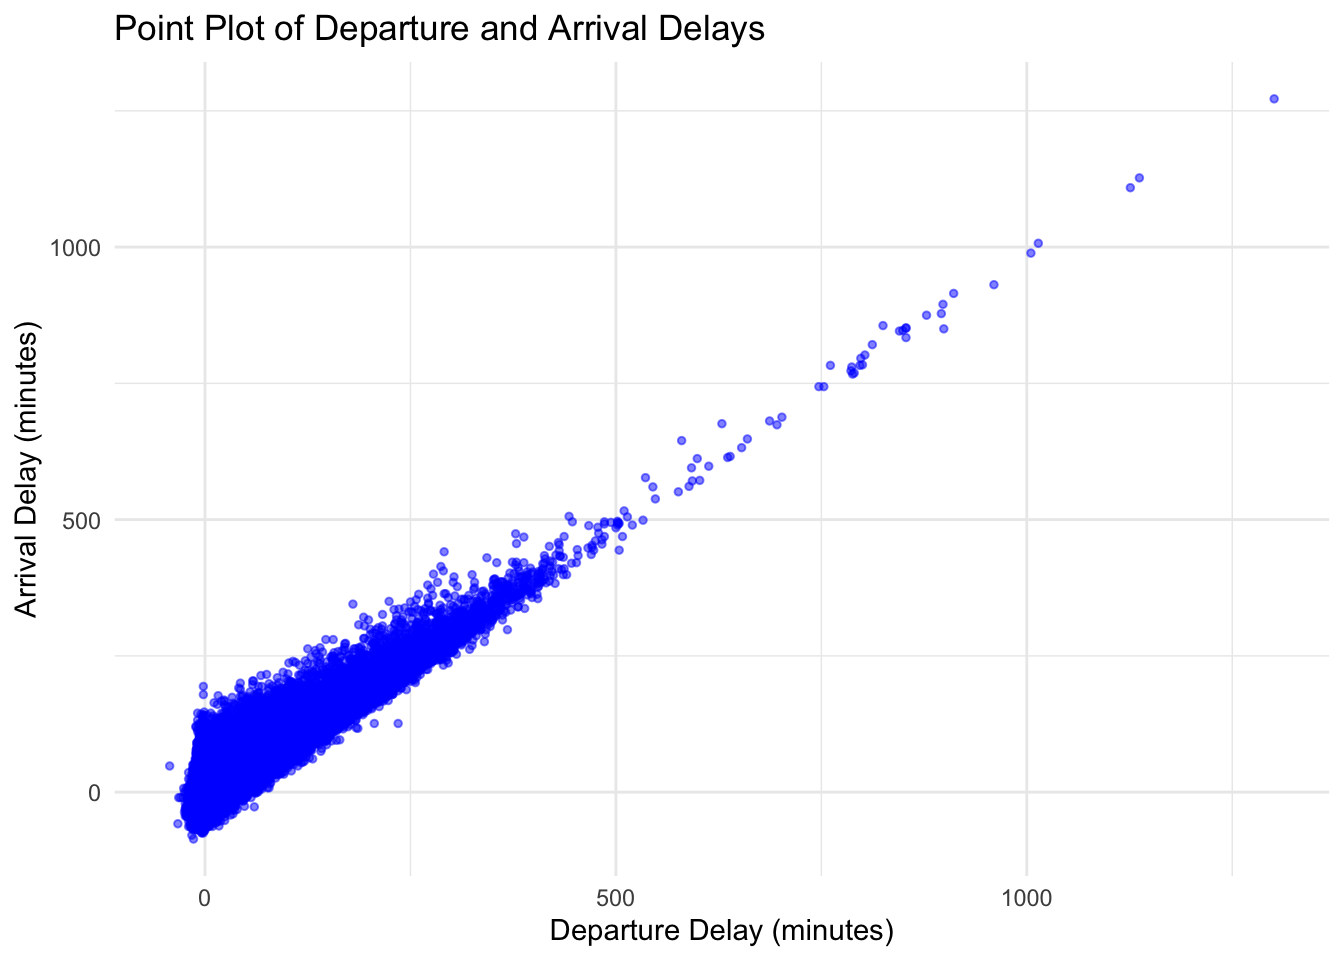 Point Plot of Departure and Arrival Delays
Arrival Delay (minutes)
1000
500
0
0
500
1000
Departure Delay (minutes)